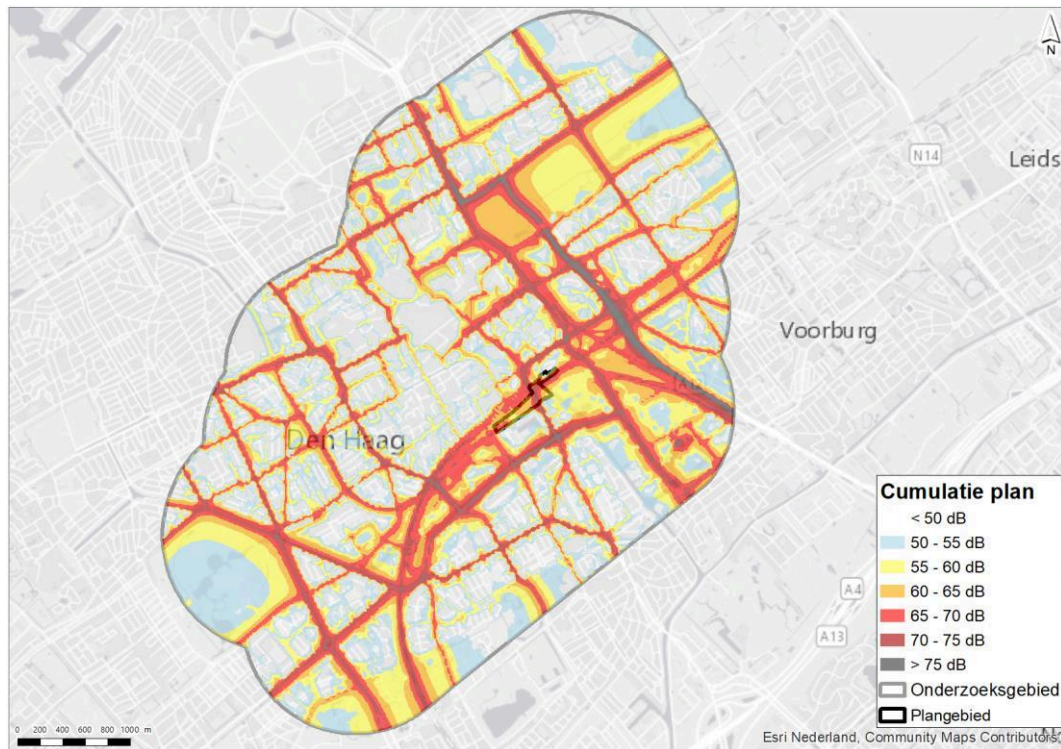 N
N14
Leids
Voorburg
Den Haag
Cumulatie plan
< 50 dB
50 - 55 dB
55 - 60 dB
60 - 65 dB
65 - 70 dB
70 - 75 dB
> 75 dB
Onderzoeksgebied
Plangebied
A4
A13
0 200 400 600 800 1000 m
Esri Nederland, Community Maps Contributors